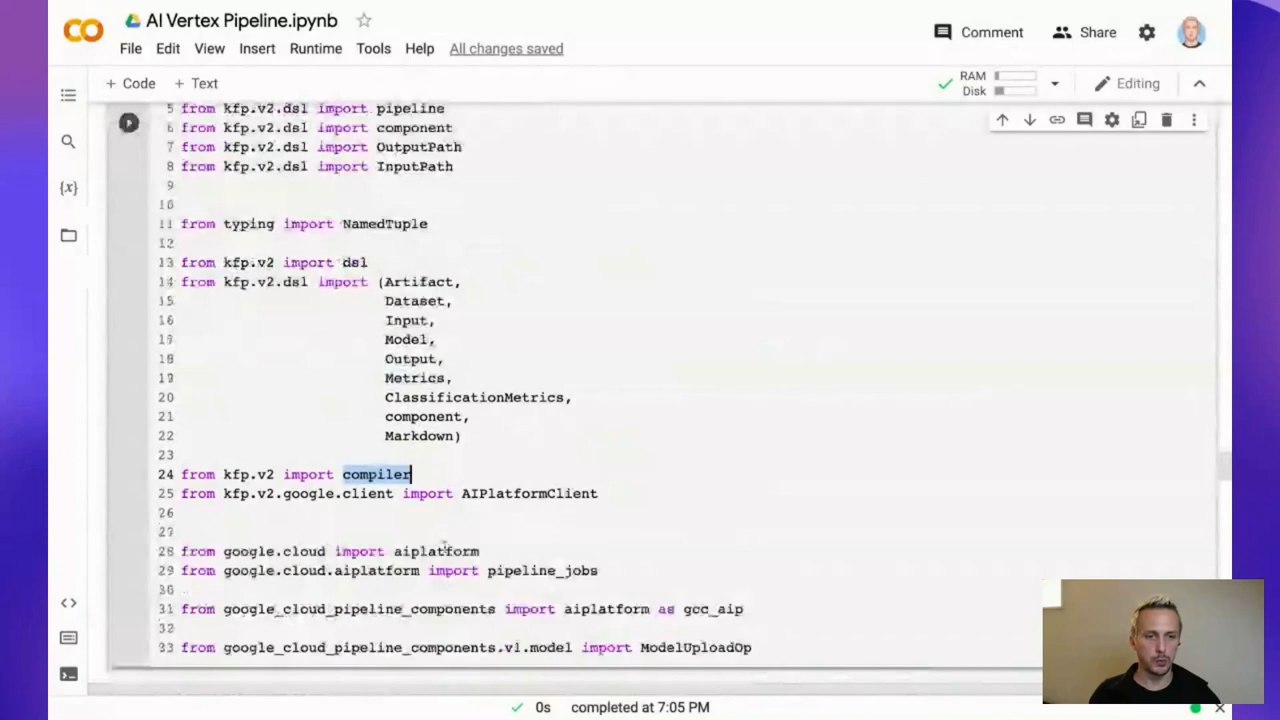 AI Vertex Pipeline.ipynb
File Edit View Insert Runtime Tools Help All changes saved
Comment Share
+ Code + Text
RAM
Disk
Editing
5 from kfp.v2.dsl import pipeline
6 from kfp.v2.dsl import component
7 from kfp.v2.dsl import OutputPath
8 from kfp.v2.dsl import InputPath
9
10
11 from typing import NamedTuple
12
13 from kfp.v2 import dsl
14 from kfp.v2.dsl import (Artifact,
15 Dataset,
16 Input,
17 Model,
18 Output,
19 Metrics,
20 ClassificationMetrics,
21 component,
22 Markdown)
23
24 from kfp.v2 import compiler
25 from kfp.v2.google.client import AIPlatformClient
26
27
28 from google.cloud import aiplatform
29 from google.cloud.aiplatform import pipeline_jobs
30
31 from google_cloud_pipeline_components import aiplatform as gcc_aip
32
33 from google_cloud_pipeline_components.v1.model import ModelUploadOp
0s completed at 7:05 PM